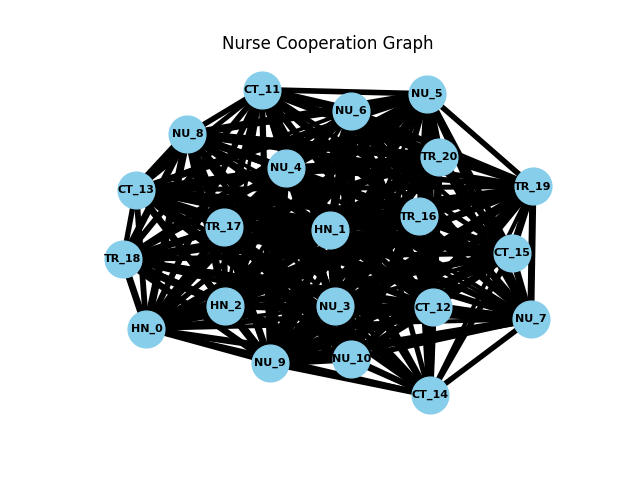 Nurse Cooperation Graph
CT_11
NU_5
NU_6
NU_8
TR_20
NU_4
TR_19
CT_13
TR_16
TR_17
HN_1
CT_15
TR_18
HN_2
NU_3
CT_12
NU_7
HN_0
NU_10
NU_9
CT_14